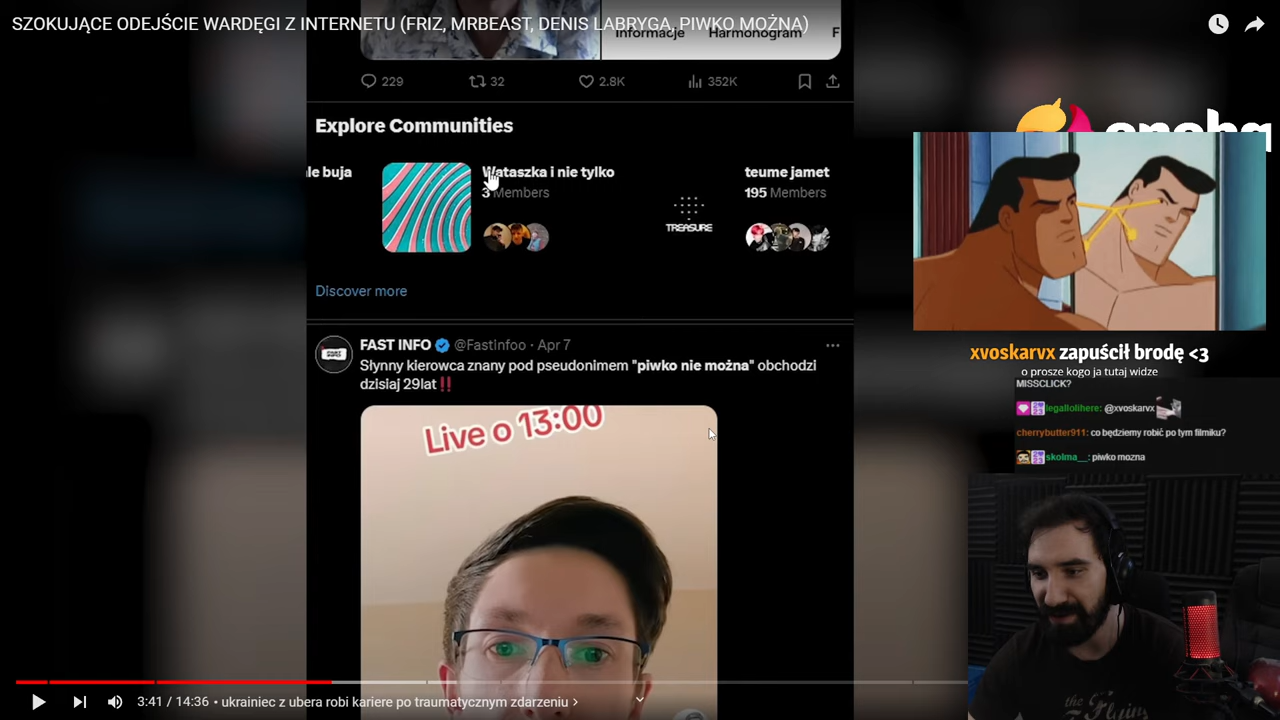 SZOKUJĄCE ODEJŚCIE WARDĘGI Z INTERNETU (FRIZ, MRBEAST, DENIS LABRYGA, PIWKO MOŻNA)
Informacje Harmonogram F
229 32 2.8K 352K
Explore Communities
le buja
Wataszka i nie tylko
3 Members
TREASURE
teume jamet
195 Members
Discover more
FAST INFO @Fastinfoo · Apr 7
Słynny kierowca znany pod pseudonimem "piwko nie można" obchodzi
dzisiaj 29lat‼️
Live o 13:00
xvoskarvx zapuścił brodę <3
o prosze kogo ja tutaj widze
MISSCLICK?
legallolihere: @xvoskarvx
cherrybutter911: co będziemy robić po tym filmiku?
skolma__: piwko mozna
the
Flying
3:41 / 14:36 • ukrainiec z ubera robi kariere po traumatycznym zdarzeniu ›